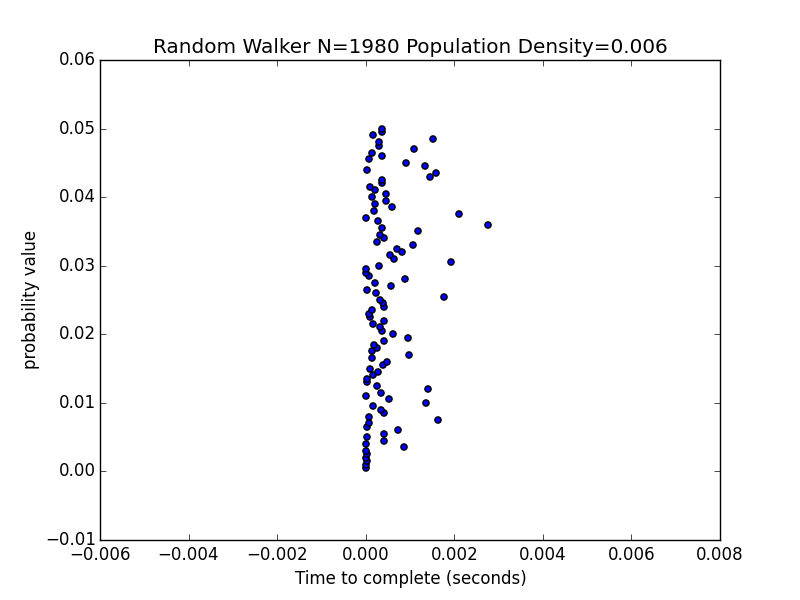 Random Walker N=1980 Population Density=0.006
0.06
0.05
0.04
0.03
0.02
0.01
0.00
−0.01
probability value
−0.006 −0.004 −0.002 0.000 0.002 0.004 0.006 0.008
Time to complete (seconds)